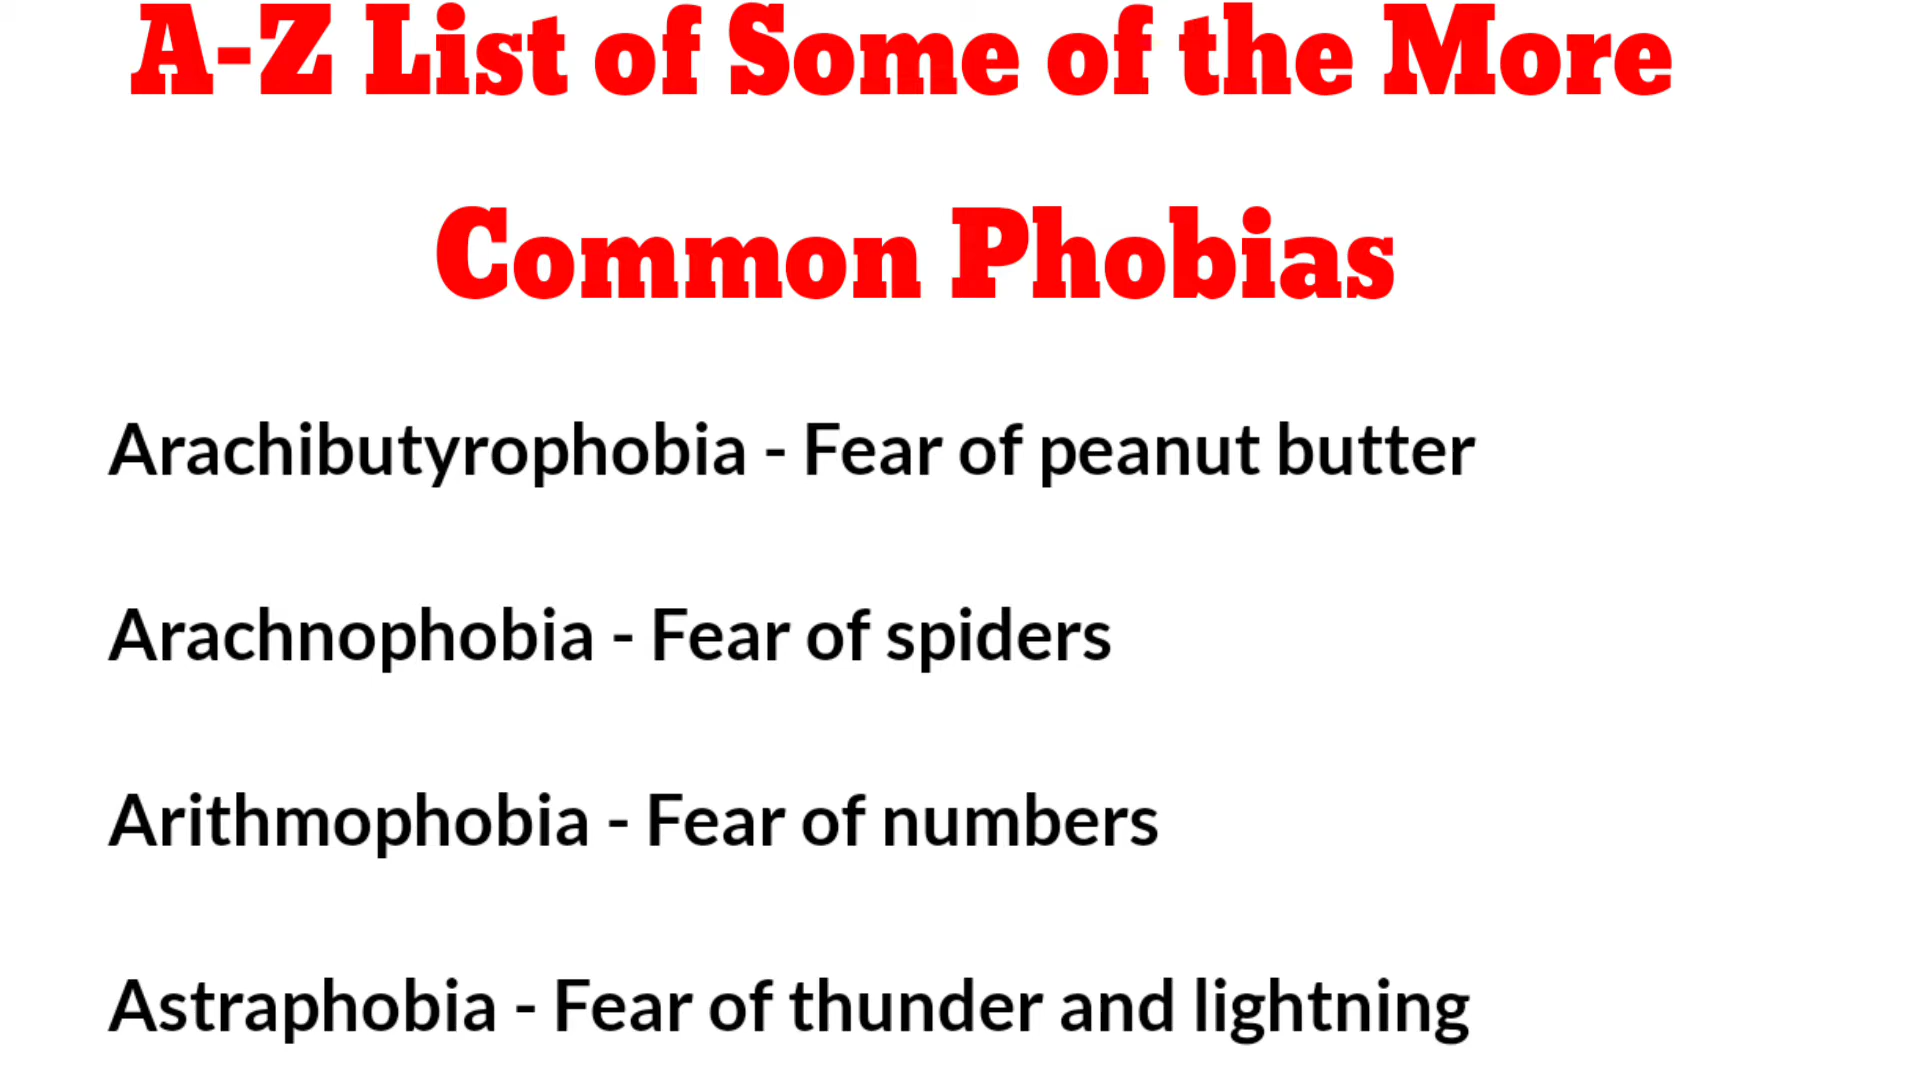 A-Z List of Some of the More
Common Phobias
Arachibutyrophobia - Fear of peanut butter
Arachnophobia - Fear of spiders
Arithmophobia - Fear of numbers
Astraphobia - Fear of thunder and lightning